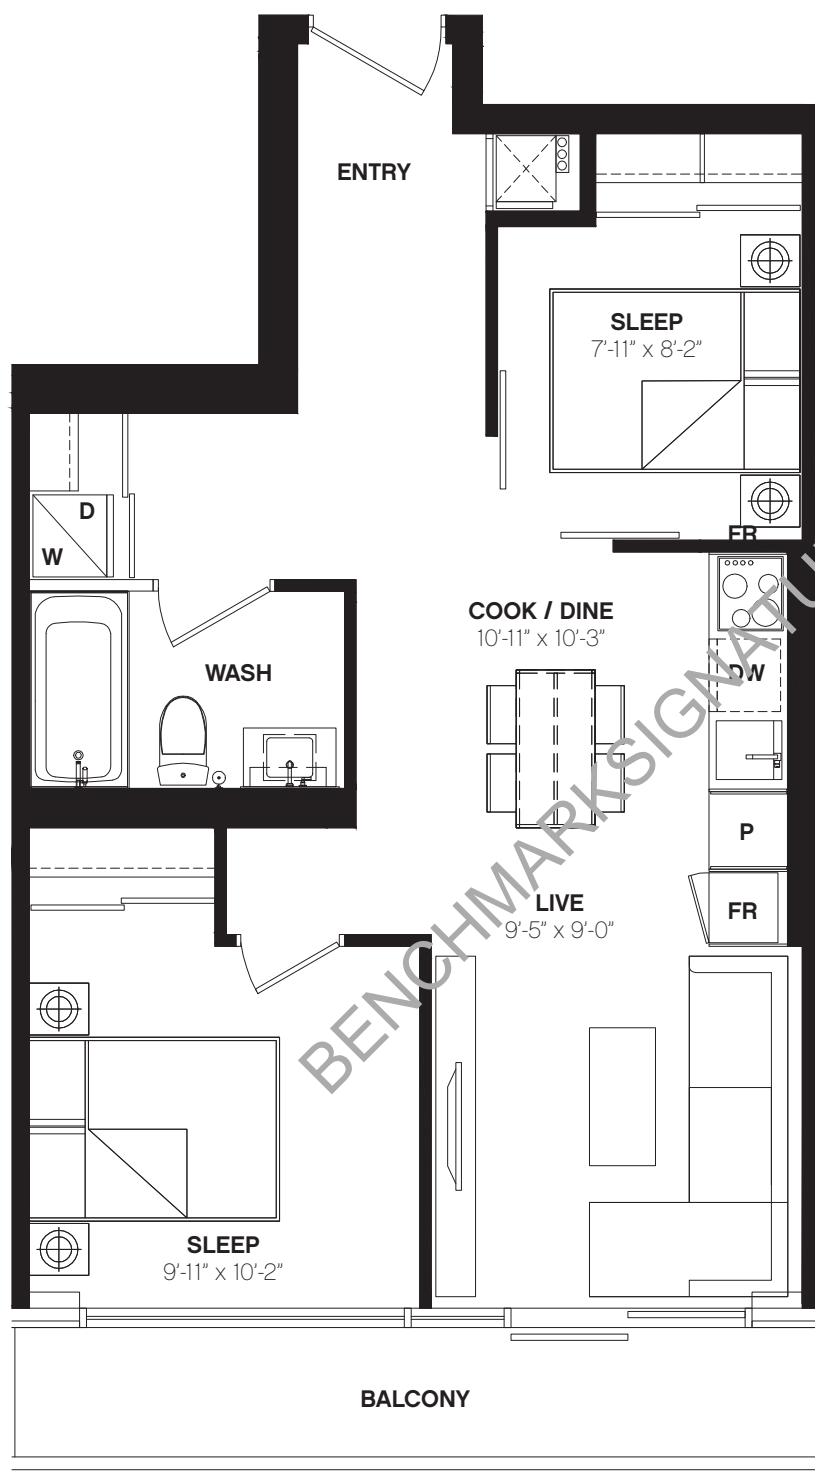 ENTRY
SLEEP
7'-11" x 8'-2"
D
W
FR
COOK / DINE
10'-11" x 10'-3"
WASH
DW
P
LIVE
9'-5" x 9'-0"
FR
BENCHMARKSIGNATU
SLEEP
9'-11" x 10'-2"
BALCONY